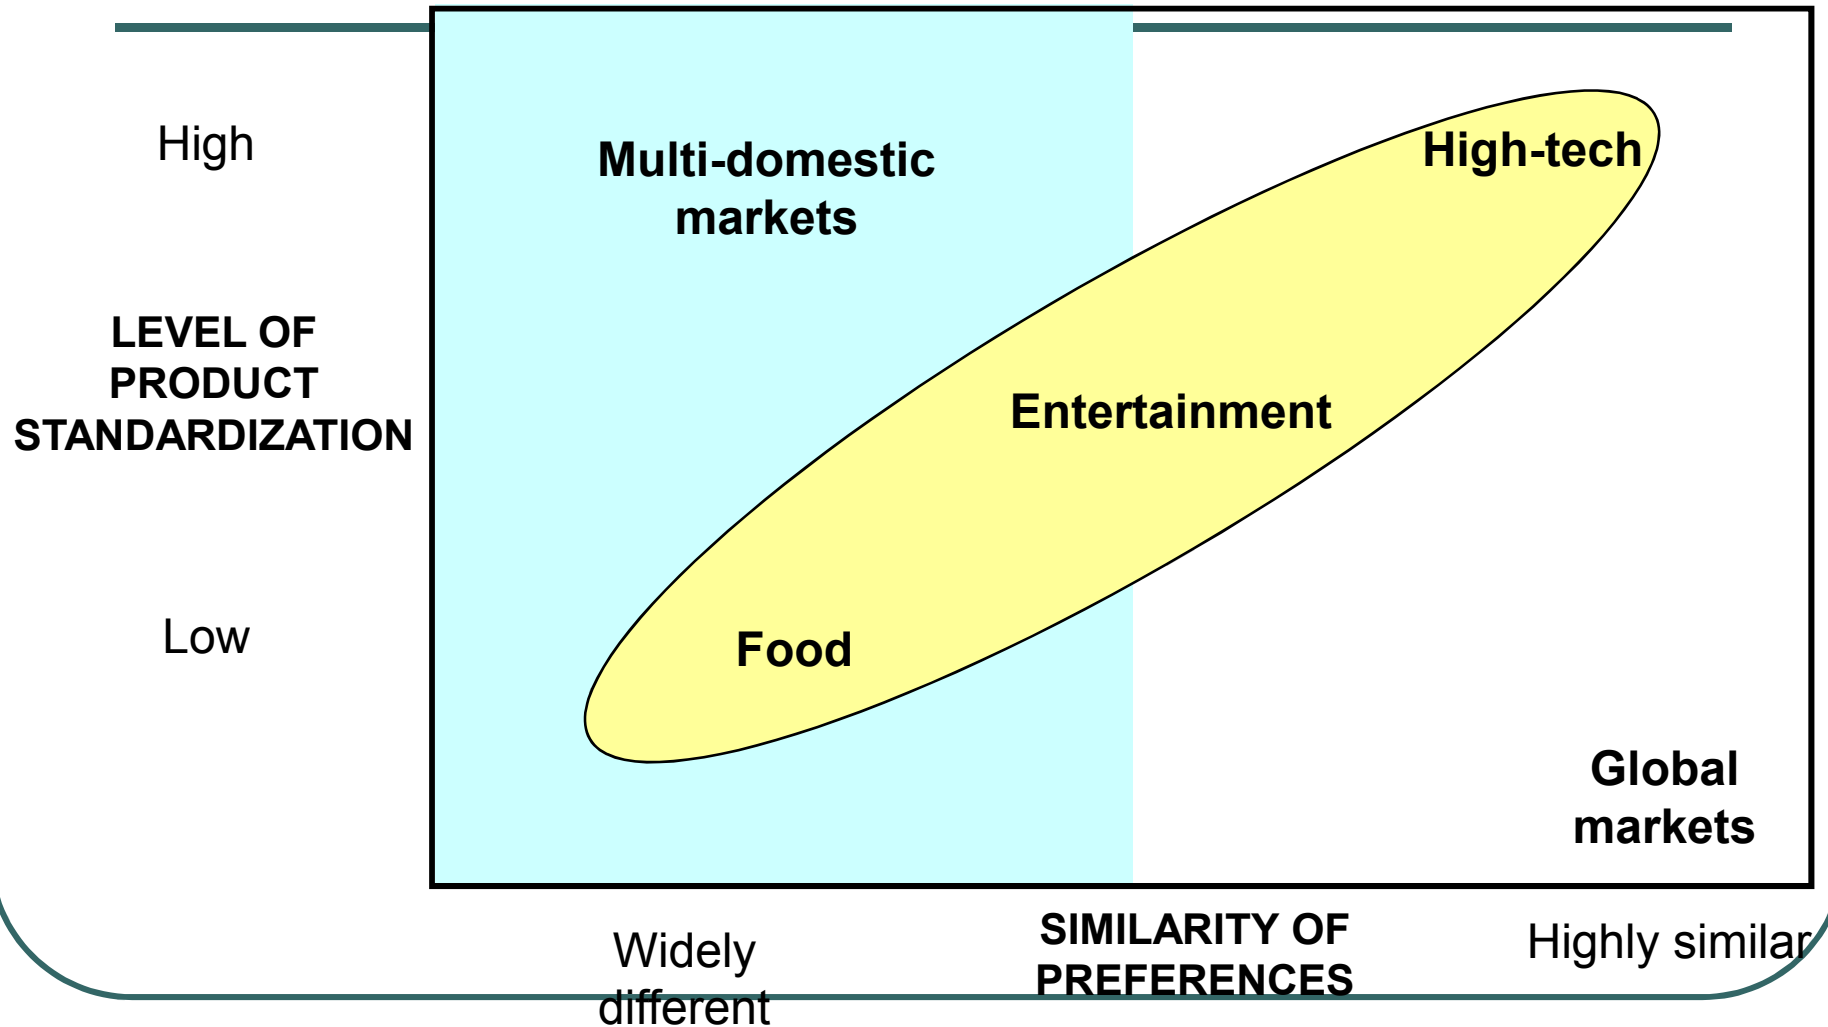 High
Multi-domestic
markets
High-tech
LEVEL OF
PRODUCT
STANDARDIZATION
Entertainment
Low
Food
Global
markets
Widely
different
SIMILARITY OF
PREFERENCES
Highly similar